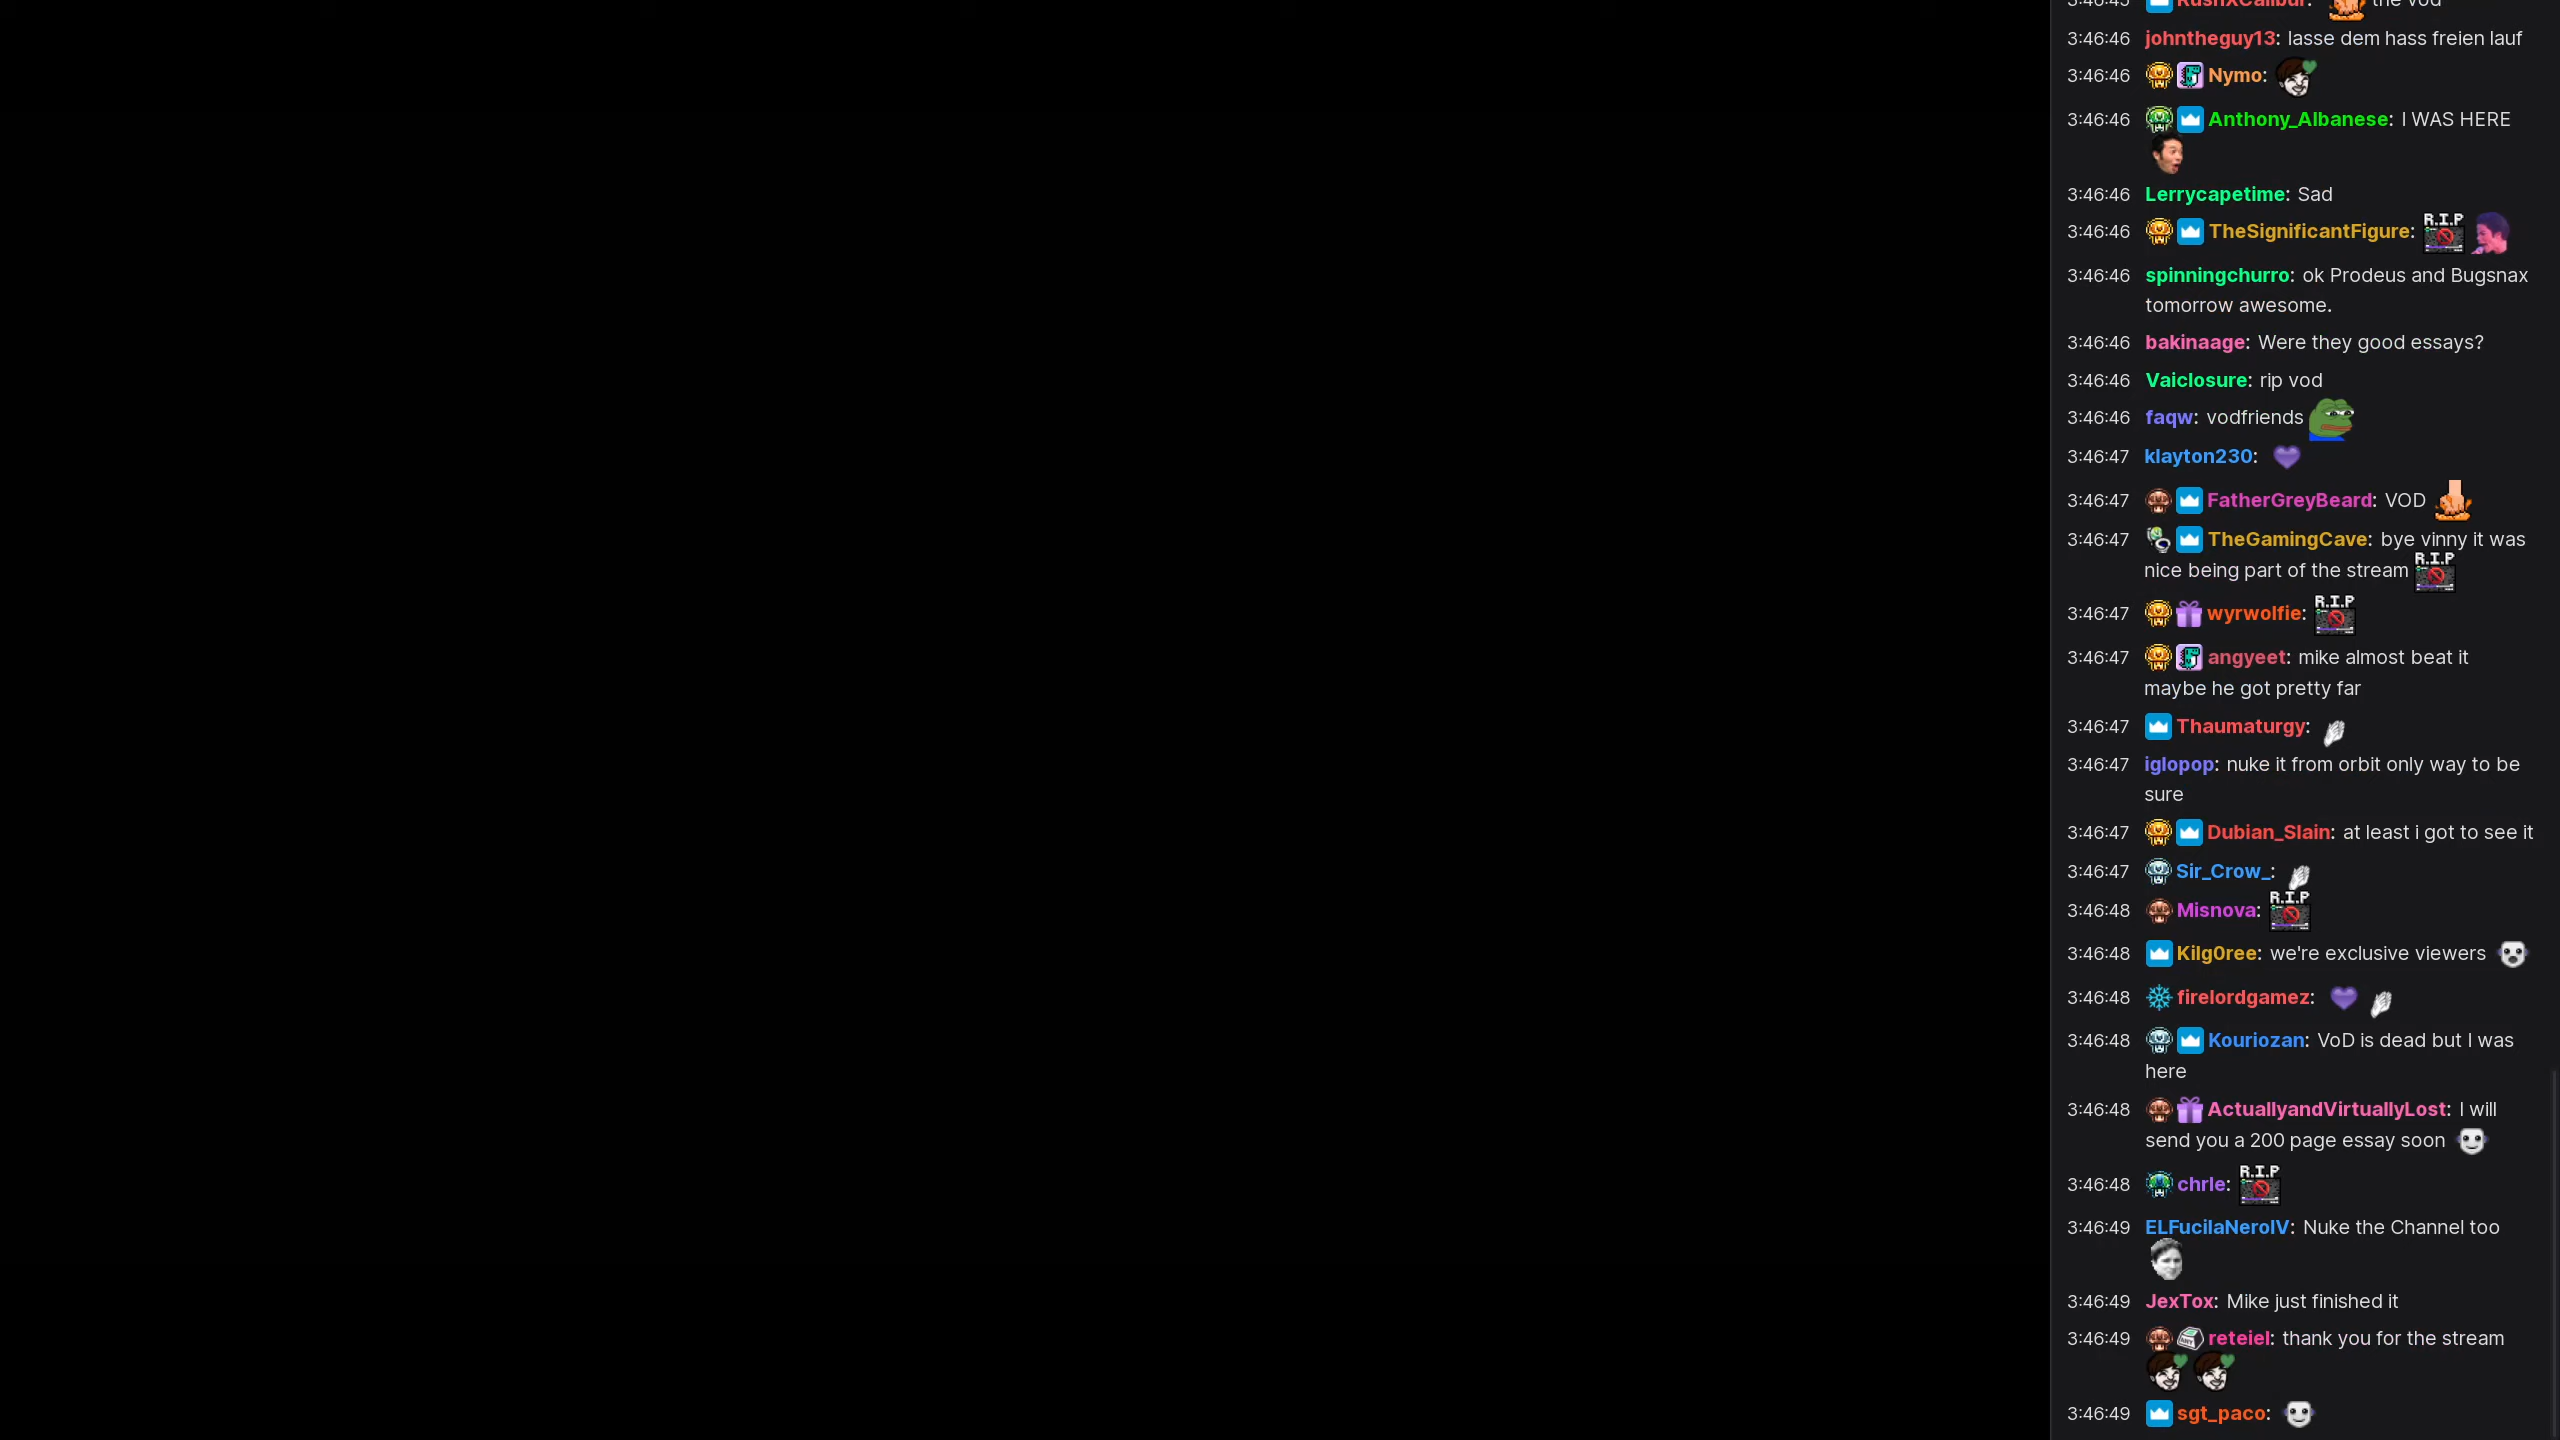 3:46:45 RushXCalibur: the vod
3:46:46 johntheguy13: lasse dem hass freien lauf
3:46:46 Nymo:
3:46:46 Anthony_Albanese: I WAS HERE
3:46:46 Lerrycapetime: Sad
3:46:46 TheSignificantFigure: R.I.P
3:46:46 spinningchurro: ok Prodeus and Bugsnax
tomorrow awesome.
3:46:46 bakinaage: Were they good essays?
3:46:46 Vaiclosure: rip vod
3:46:46 faqw: vodfriends
3:46:47 klayton230:
3:46:47 FatherGreyBeard: VOD
3:46:47 TheGamingCave: bye vinny it was
nice being part of the stream R.I.P
3:46:47 wyrwolfie: R.I.P
3:46:47 angyeet: mike almost beat it
maybe he got pretty far
3:46:47 Thaumaturgy:
3:46:47 iglopop: nuke it from orbit only way to be
sure
3:46:47 Dubian_Slain: at least i got to see it
3:46:47 Sir_Crow_:
3:46:48 Misnova: R.I.P
3:46:48 Kilg0ree: we're exclusive viewers
3:46:48 firelordgamez:
3:46:48 Kouriozan: VoD is dead but I was
here
3:46:48 ActuallyandVirtuallyLost: I will
send you a 200 page essay soon
3:46:48 chrle: R.I.P
3:46:49 ELFucilaNeroIV: Nuke the Channel too
3:46:49 JexTox: Mike just finished it
3:46:49 reteiel: thank you for the stream
3:46:49 sgt_paco: